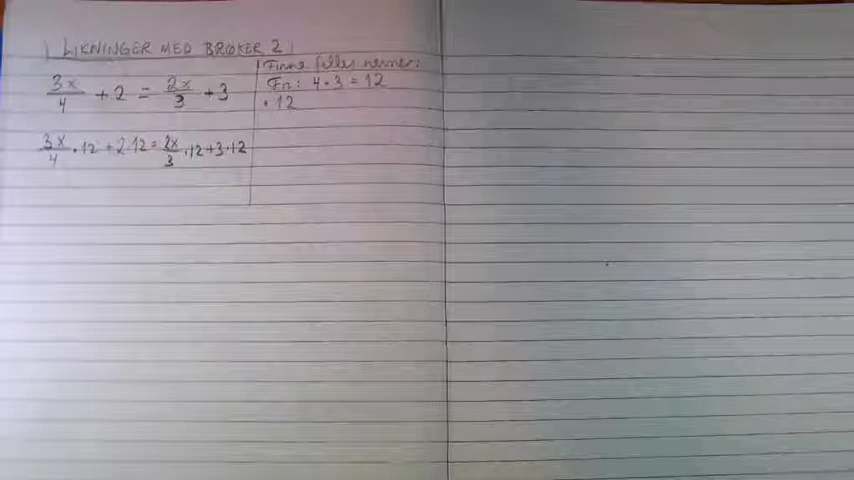 LIKNINGER MED BRØKER 2
3x/4 + 2 = 2x/3 + 3
3x/4 · 12 + 2·12 = 2x/3 · 12 + 3·12
Finne felles nevner:
Fn: 4 · 3 = 12
· 12